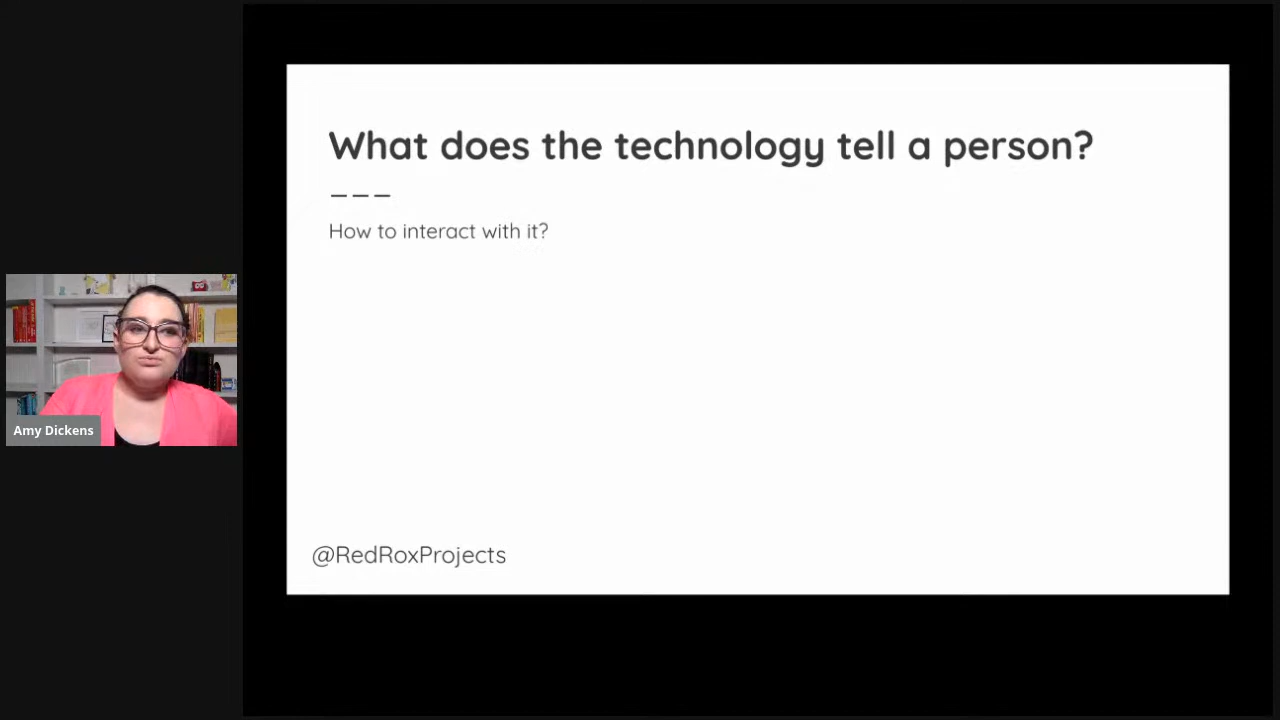 What does the technology tell a person?
---
How to interact with it?
Amy Dickens
@RedRoxProjects